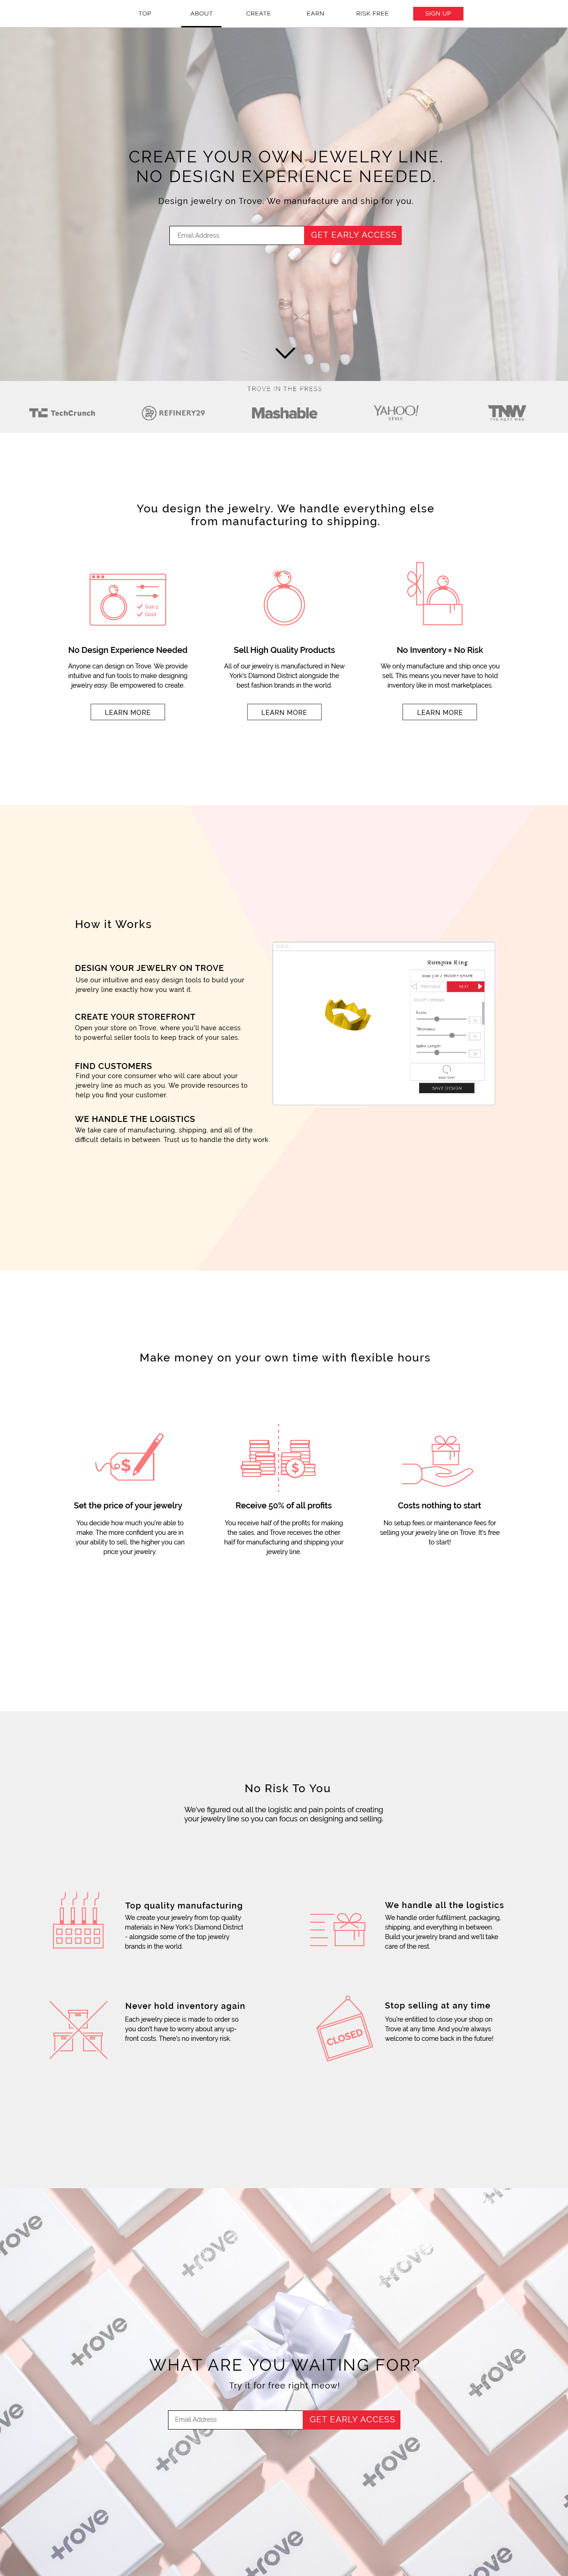 TOP ABOUT CREATE EARN RISK FREE SIGN UP
CREATE YOUR OWN JEWELRY LINE.
NO DESIGN EXPERIENCE NEEDED.
Design jewelry on Trove. We manufacture and ship for you.
Email Address GET EARLY ACCESS
TROVE IN THE PRESS
TC TechCrunch
R29 REFINERY29
Mashable
YAHOO!
STYLE
TNW
THE NEXT WEB
You design the jewelry. We handle everything else
from manufacturing to shipping.
Size 5
Gold
No Design Experience Needed
Anyone can design on Trove. We provide
intuitive and fun tools to make designing
jewelry easy. Be empowered to create.
LEARN MORE
Sell High Quality Products
All of our jewelry is manufactured in New
York's Diamond District alongside the
best fashion brands in the world.
LEARN MORE
No Inventory = No Risk
We only manufacture and ship once you
sell. This means you never have to hold
inventory like in most marketplaces.
LEARN MORE
How it Works
DESIGN YOUR JEWELRY ON TROVE
Use our intuitive and easy design tools to build your
jewelry line exactly how you want it.
CREATE YOUR STOREFRONT
Open your store on Trove, where you'll have access
to powerful seller tools to keep track of your sales.
FIND CUSTOMERS
Find your core consumer who will care about your
jewelry line as much as you. We provide resources to
help you find your customer.
WE HANDLE THE LOGISTICS
We take care of manufacturing, shipping, and all of the
difficult details in between. Trust us to handle the dirty work.
Rumpus Ring
MODIFY SHAPE
PREVIOUS NEXT
MODIFY DESIGN
Scale
Thickness
Spike Length
SAVE DESIGN
Make money on your own time with flexible hours
$
Set the price of your jewelry
You decide how much you're able to
make. The more confident you are in
your ability to sell, the higher you can
price your jewelry.
$
Receive 50% of all profits
You receive half of the profits for making
the sales, and Trove receives the other
half for manufacturing and shipping your
jewelry line.
Costs nothing to start
No setup fees or maintenance fees for
selling your jewelry line on Trove. It's free
to start!
No Risk To You
We've figured out all the logistic and pain points of creating
your jewelry line so you can focus on designing and selling.
Top quality manufacturing
We create your jewelry from top quality
materials in New York's Diamond District
- alongside some of the top jewelry
brands in the world.
We handle all the logistics
We handle order fulfillment, packaging,
shipping, and everything in between.
Build your jewelry brand and we'll take
care of the rest.
Never hold inventory again
Each jewelry piece is made to order so
you don't have to worry about any up-
front costs. There's no inventory risk.
CLOSED
Stop selling at any time
You're entitled to close your shop on
Trove at any time. And you're always
welcome to come back in the future!
trove
trove
trove
trove
trove
WHAT ARE YOU WAITING FOR?
Try it for free right meow!
Email Address GET EARLY ACCESS
trove
trove
trove
trove